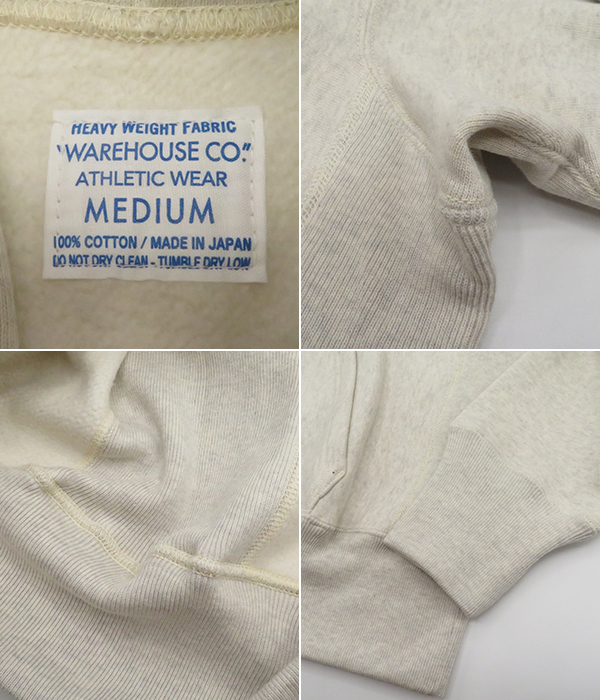 HEAVY WEIGHT FABRIC
"WAREHOUSE CO."
ATHLETIC WEAR
MEDIUM
100% COTTON / MADE IN JAPAN
DO NOT DRY CLEAN - TUMBLE DRY LOW